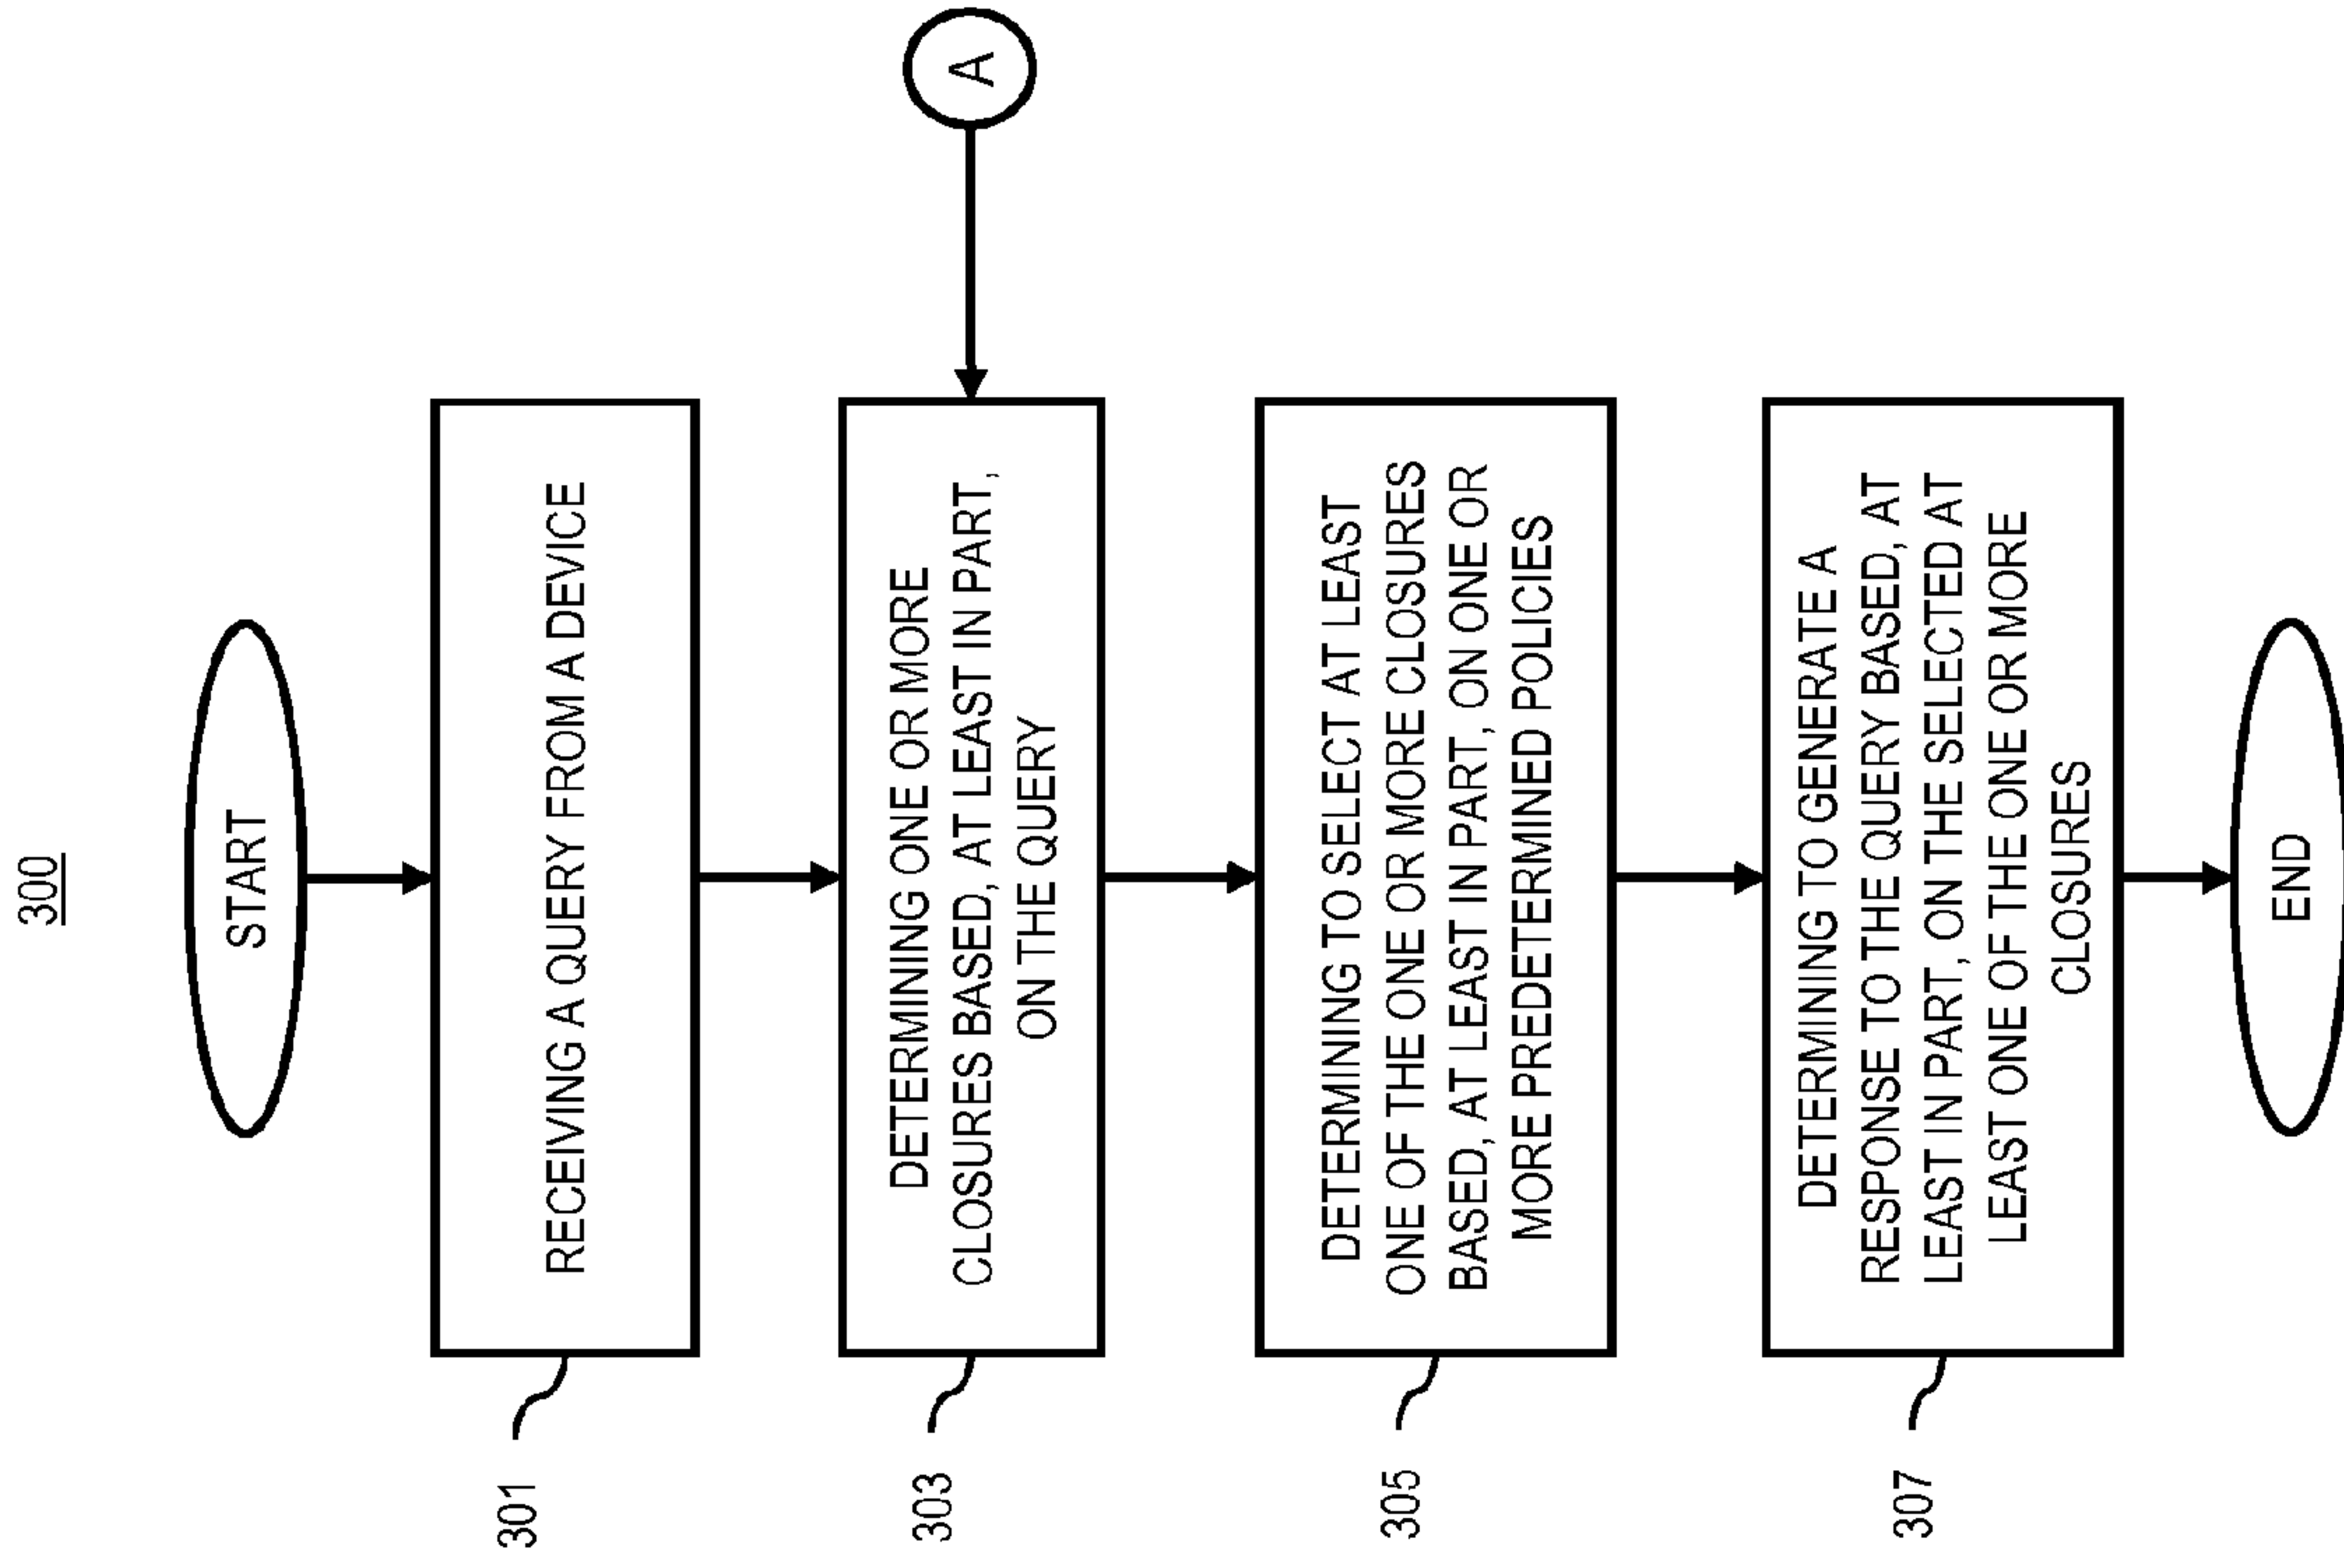 300
START
301
RECEIVING A QUERY FROM A DEVICE
A
303
DETERMINING ONE OR MORE
CLOSURES BASED, AT LEAST IN PART,
ON THE QUERY
305
DETERMINING TO SELECT AT LEAST
ONE OF THE ONE OR MORE CLOSURES
BASED, AT LEAST IN PART, ON ONE OR
MORE PREDETERMINED POLICIES
307
DETERMINING TO GENERATE A
RESPONSE TO THE QUERY BASED, AT
LEAST IN PART, ON THE SELECTED AT
LEAST ONE OF THE ONE OR MORE
CLOSURES
END